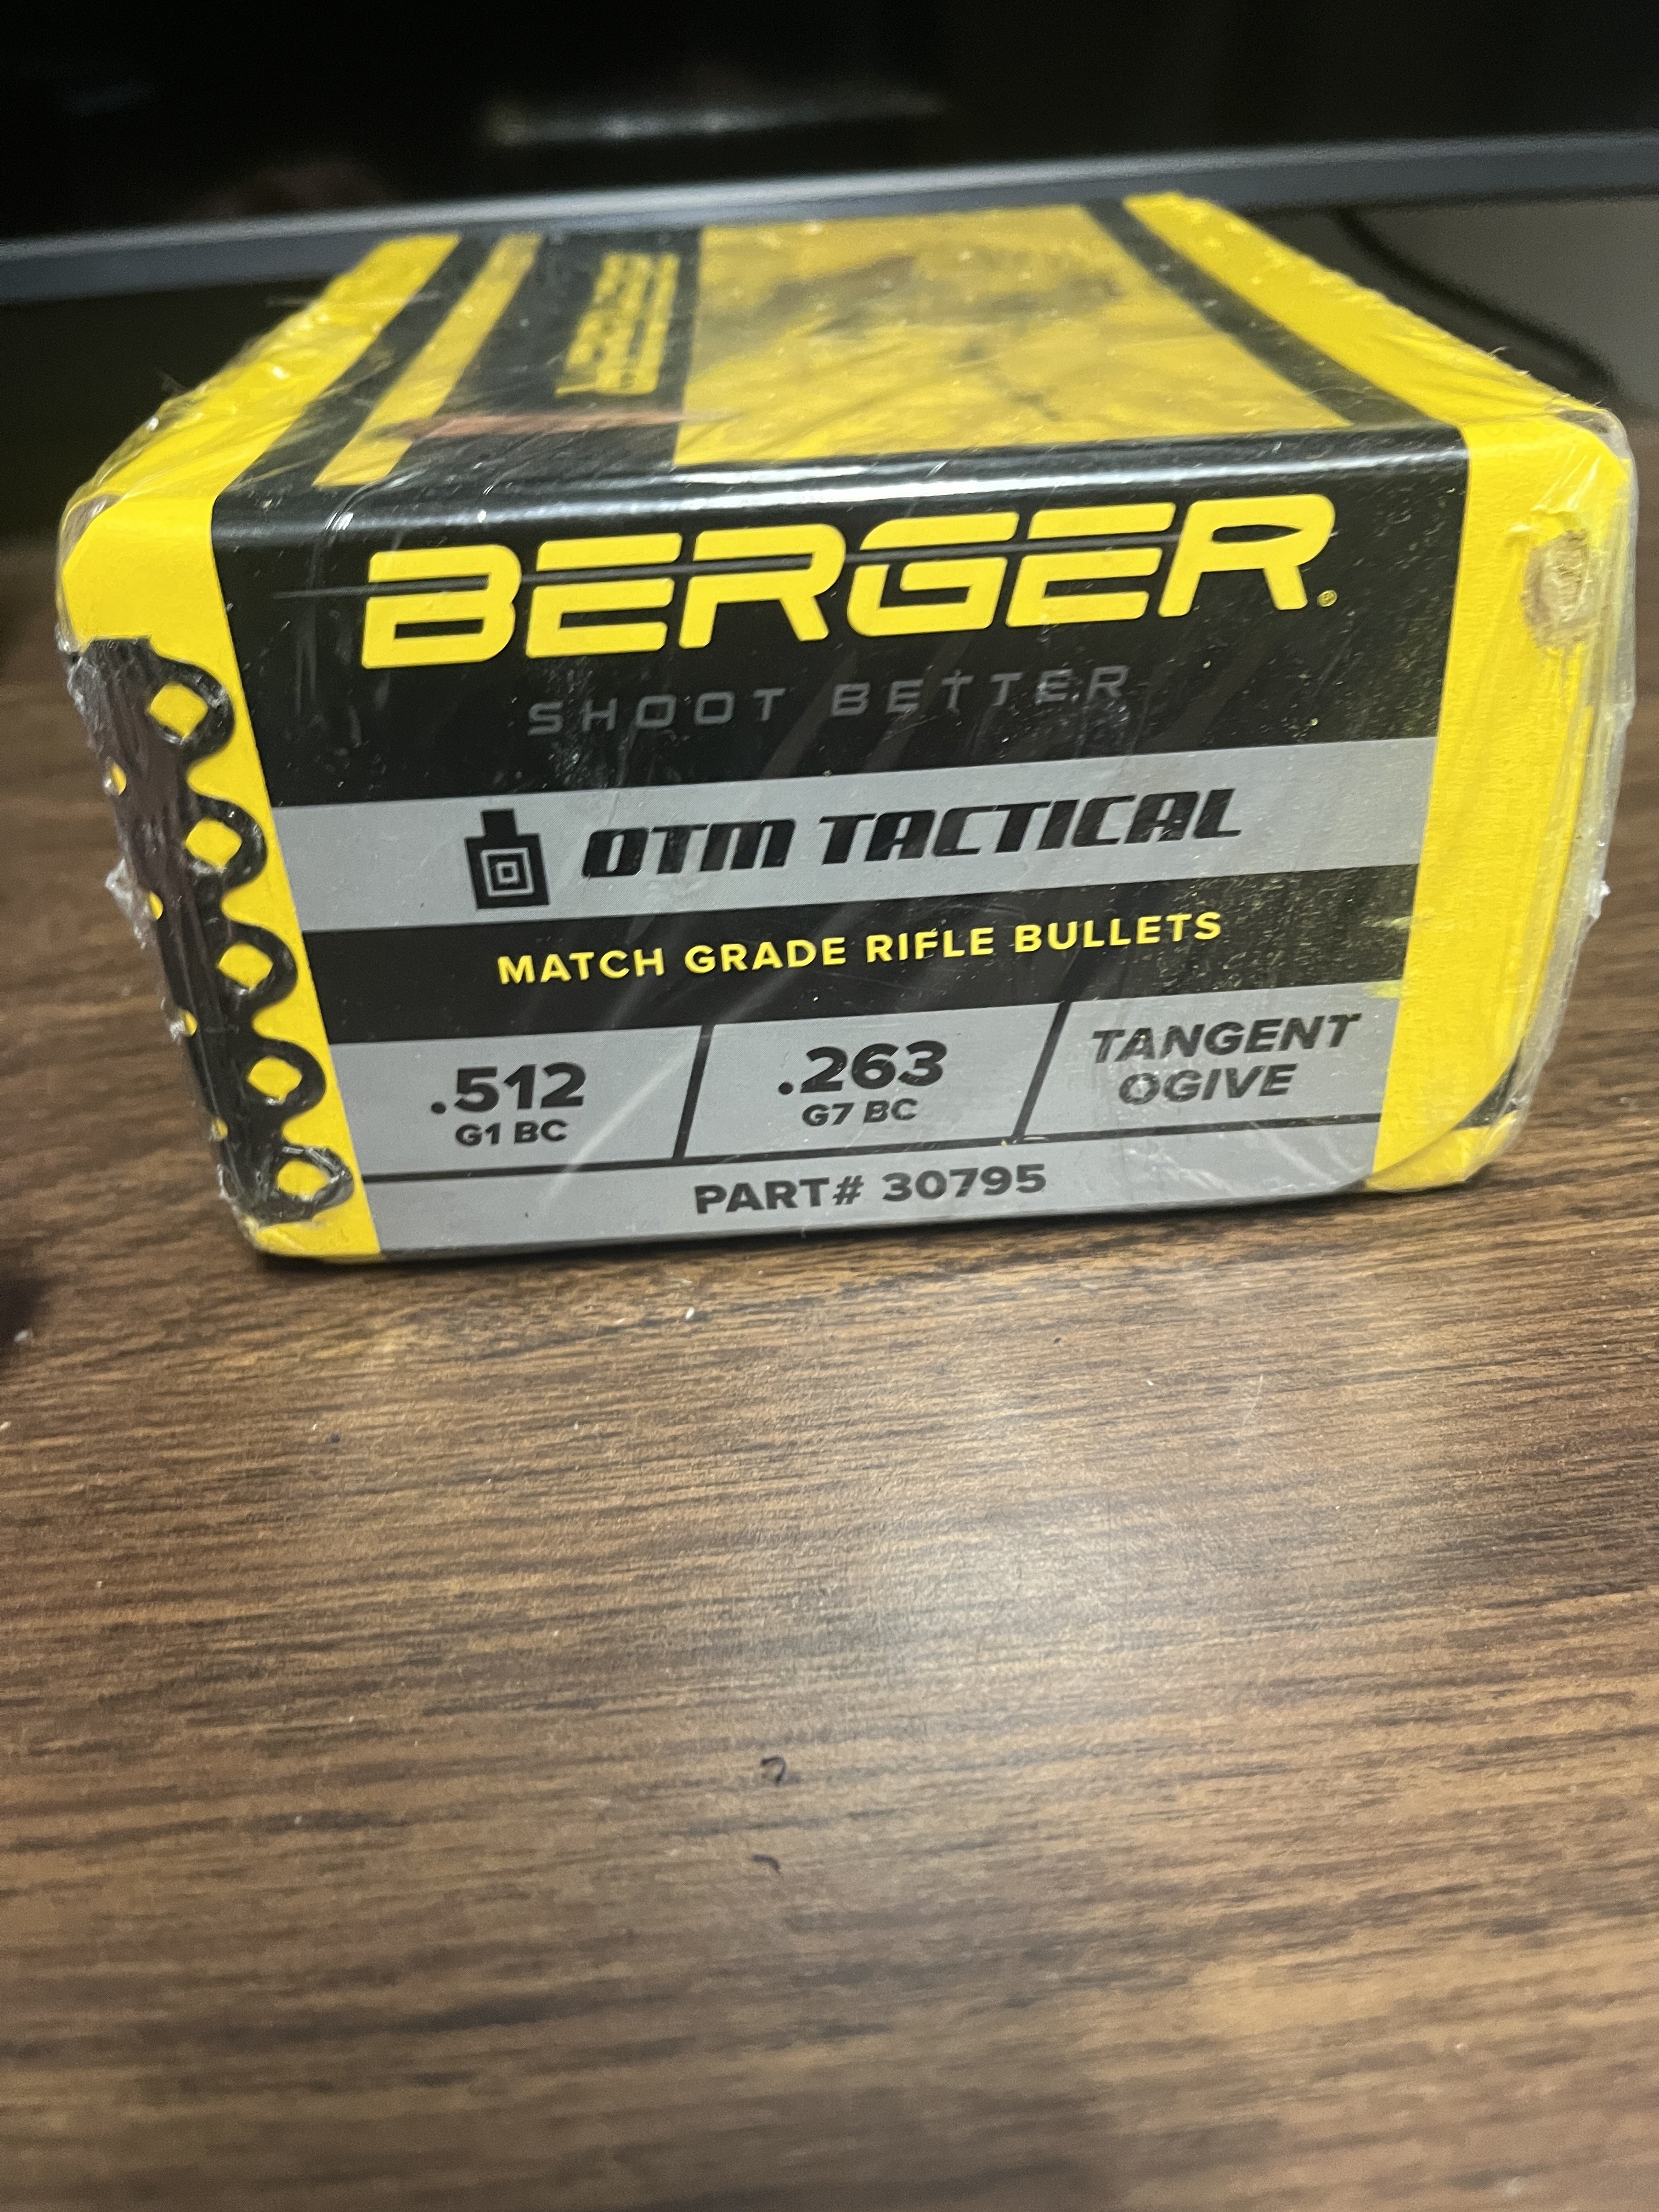 BERGER
SHOOT BETTER
OTM TACTICAL
MATCH GRADE RIFLE BULLETS
.512
G1 BC
.263
G7 BC
TANGENT
OGIVE
PART# 30795